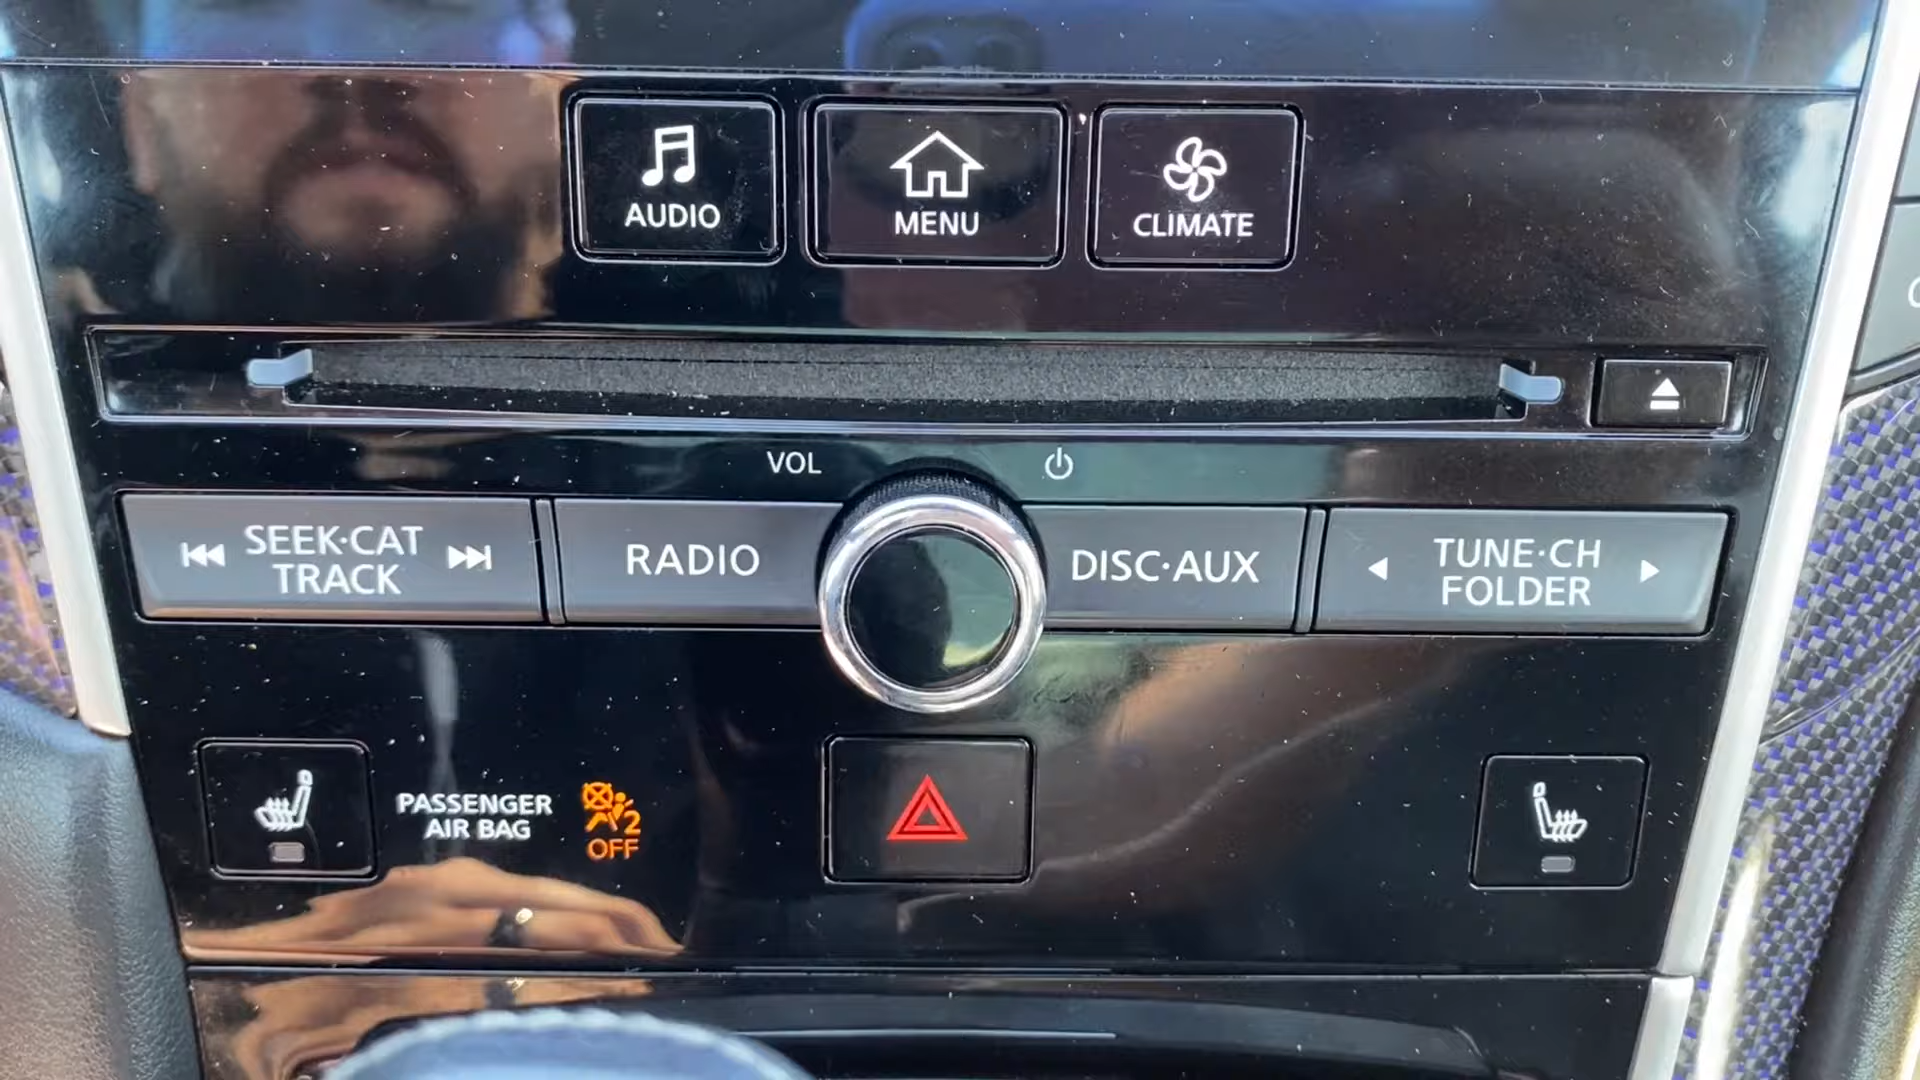 AUDIO
MENU
CLIMATE
VOL
SEEK·CAT
TRACK
RADIO
DISC·AUX
TUNE·CH
FOLDER
PASSENGER
AIR BAG
2
OFF